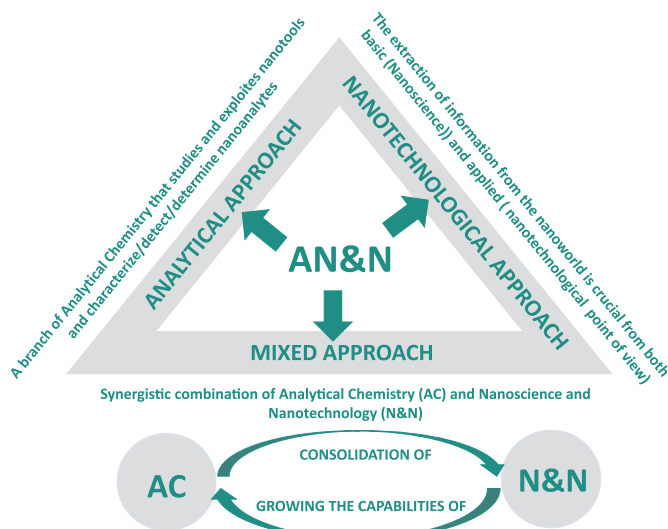 A branch of Analytical Chemistry that studies and exploites nanotools
and characterize/detect/determine nanoanalytes
ANALYTICAL APPROACH
The extraction of information from the nanoworld is crucial from both
basic (Nanoscience)) and applied ( nanotechnological point of view)
NANOTECHNOLOGICAL APPROACH
AN&N
MIXED APPROACH
Synergistic combination of Analytical Chemistry (AC) and Nanoscience and
Nanotechnology (N&N)
AC
CONSOLIDATION OF
GROWING THE CAPABILITIES OF
N&N